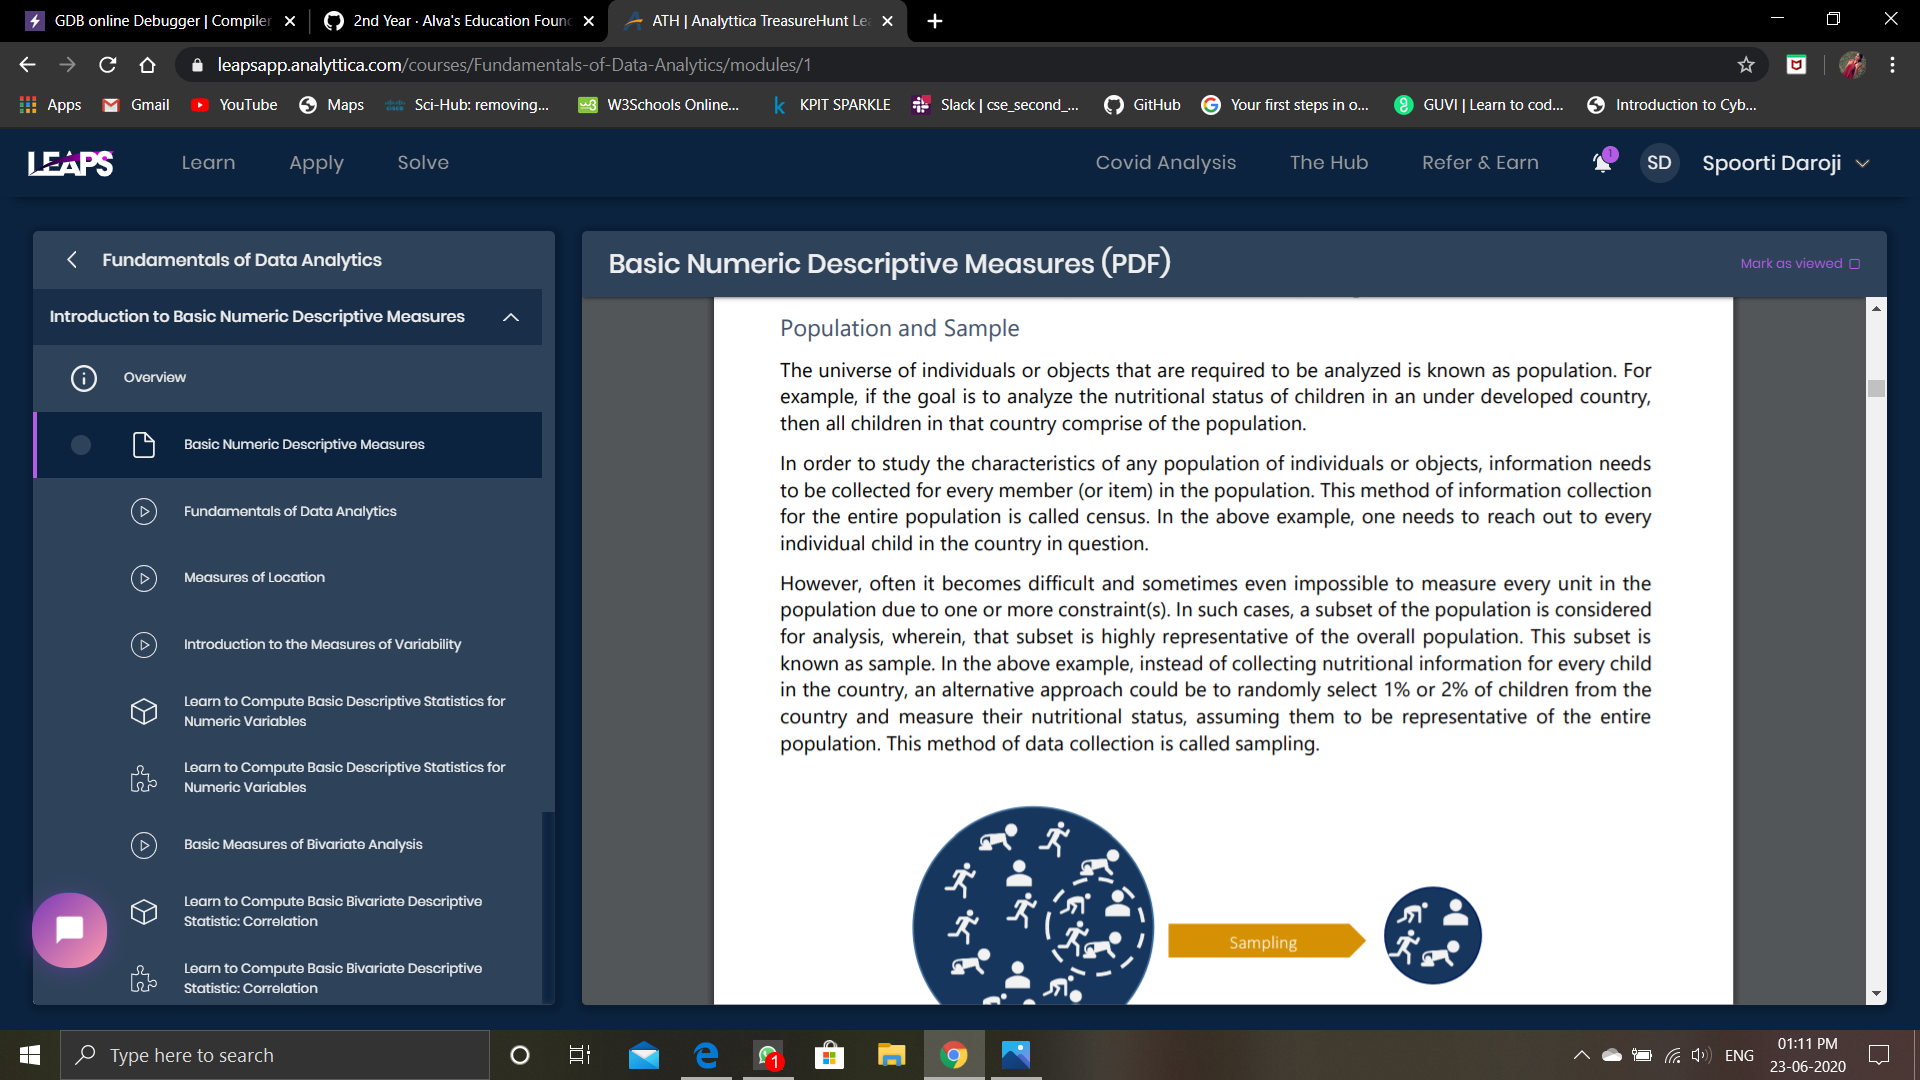 GDB online Debugger | Compiler
2nd Year · Alva's Education Foun
ATH | Analyttica TreasureHunt Lea
leapsapp.analyttica.com/courses/Fundamentals-of-Data-Analytics/modules/1
Apps
Gmail
YouTube
Maps
Sci-Hub: removing...
W3Schools Online...
KPIT SPARKLE
Slack | cse_second_...
GitHub
Your first steps in o...
GUVI | Learn to cod...
Introduction to Cyb...
LEAPS
Learn
Apply
Solve
Covid Analysis
The Hub
Refer & Earn
1
SD
Spoorti Daroji
Fundamentals of Data Analytics
Introduction to Basic Numeric Descriptive Measures
Overview
Basic Numeric Descriptive Measures
Fundamentals of Data Analytics
Measures of Location
Introduction to the Measures of Variability
Learn to Compute Basic Descriptive Statistics for
Numeric Variables
Learn to Compute Basic Descriptive Statistics for
Numeric Variables
Basic Measures of Bivariate Analysis
Learn to Compute Basic Bivariate Descriptive
Statistic: Correlation
Learn to Compute Basic Bivariate Descriptive
Statistic: Correlation
Basic Numeric Descriptive Measures (PDF)
Mark as viewed
Population and Sample
The universe of individuals or objects that are required to be analyzed is known as population. For
example, if the goal is to analyze the nutritional status of children in an under developed country,
then all children in that country comprise of the population.
In order to study the characteristics of any population of individuals or objects, information needs
to be collected for every member (or item) in the population. This method of information collection
for the entire population is called census. In the above example, one needs to reach out to every
individual child in the country in question.
However, often it becomes difficult and sometimes even impossible to measure every unit in the
population due to one or more constraint(s). In such cases, a subset of the population is considered
for analysis, wherein, that subset is highly representative of the overall population. This subset is
known as sample. In the above example, instead of collecting nutritional information for every child
in the country, an alternative approach could be to randomly select 1% or 2% of children from the
country and measure their nutritional status, assuming them to be representative of the entire
population. This method of data collection is called sampling.
Sampling
Type here to search
1
ENG
01:11 PM
23-06-2020